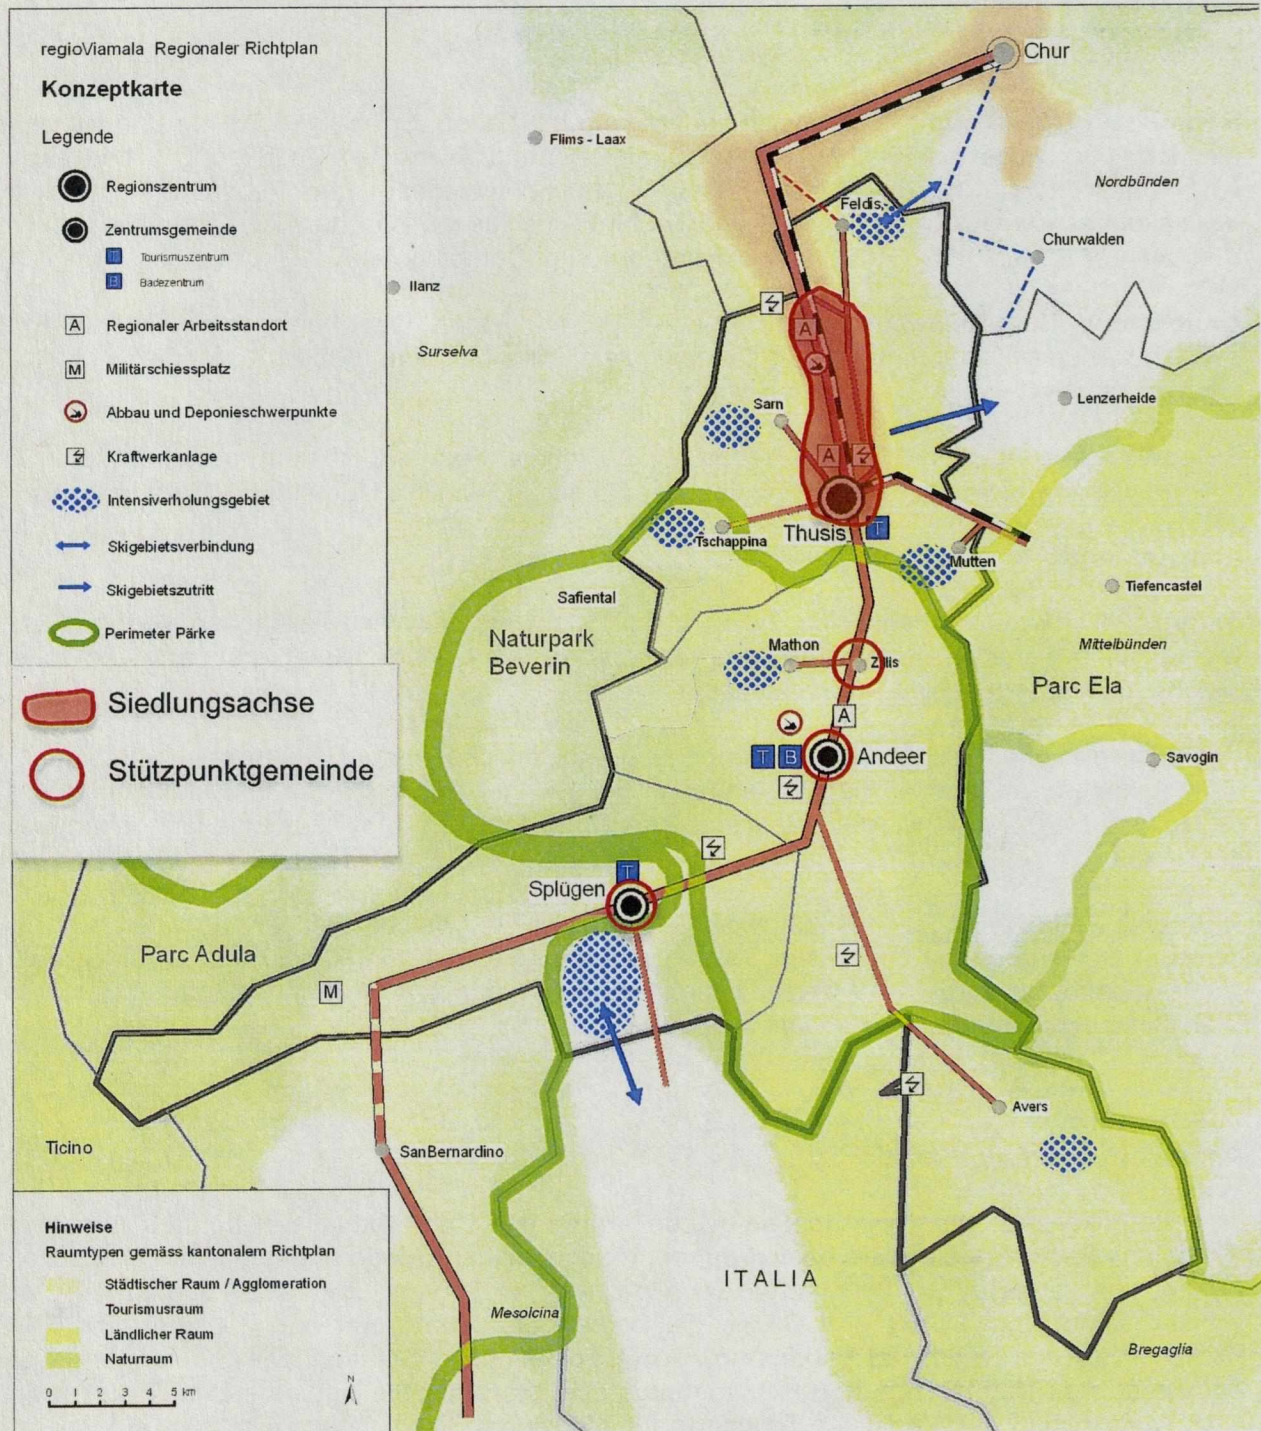 regioViamala Regionaler Richtplan
Konzeptkarte
Legende
Regionszentrum
Zentrumsgemeinde
T Tourismuszentrum
B Badezentrum
A Regionaler Arbeitsstandort
M Militärschiessplatz
Abbau und Deponieschwerpunkte
Kraftwerkanlage
Intensiverholungsgebiet
Skigebietsverbindung
Skigebietszutritt
Perimeter Pärke
Siedlungsachse
Stützpunktgemeinde
Chur
Flims - Laax
Nordbünden
Feldis
Churwalden
Ilanz
A
Surselva
Lenzerheide
Sarn
A
Thusis
T
Tschappina
Mutten
Tiefencastel
Safiental
Naturpark
Beverin
Mathon
Zillis
Mittelbünden
Parc Ela
A
T B
Andeer
Savogin
T
Splügen
Parc Adula
M
Avers
Ticino
SanBernardino
ITALIA
Mesolcina
Bregaglia
Hinweise
Raumtypen gemäss kantonalem Richtplan
Städtischer Raum / Agglomeration
Tourismusraum
Ländlicher Raum
Naturraum
0 1 2 3 4 5 km
N